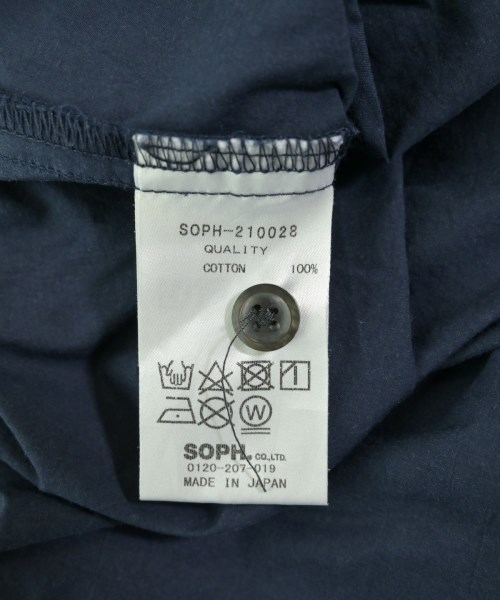 SOPH-210028
QUALITY
COTTON 100%
W
SOPH. CO.,LTD.
0120-207-019
MADE IN JAPAN